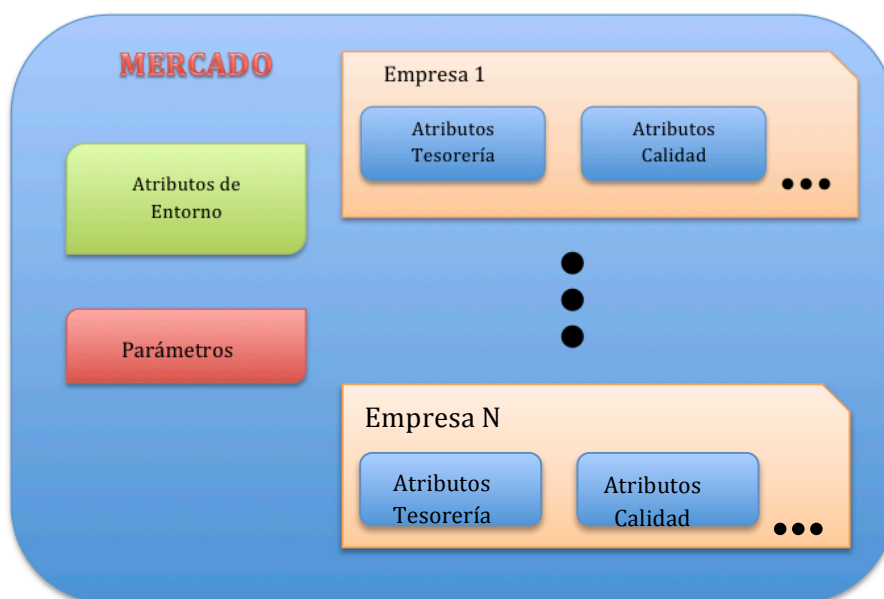 MERCADO
Atributos de
Entorno
Parámetros
Empresa 1
Atributos
Tesorería
Atributos
Calidad
Empresa N
Atributos
Tesorería
Atributos
Calidad